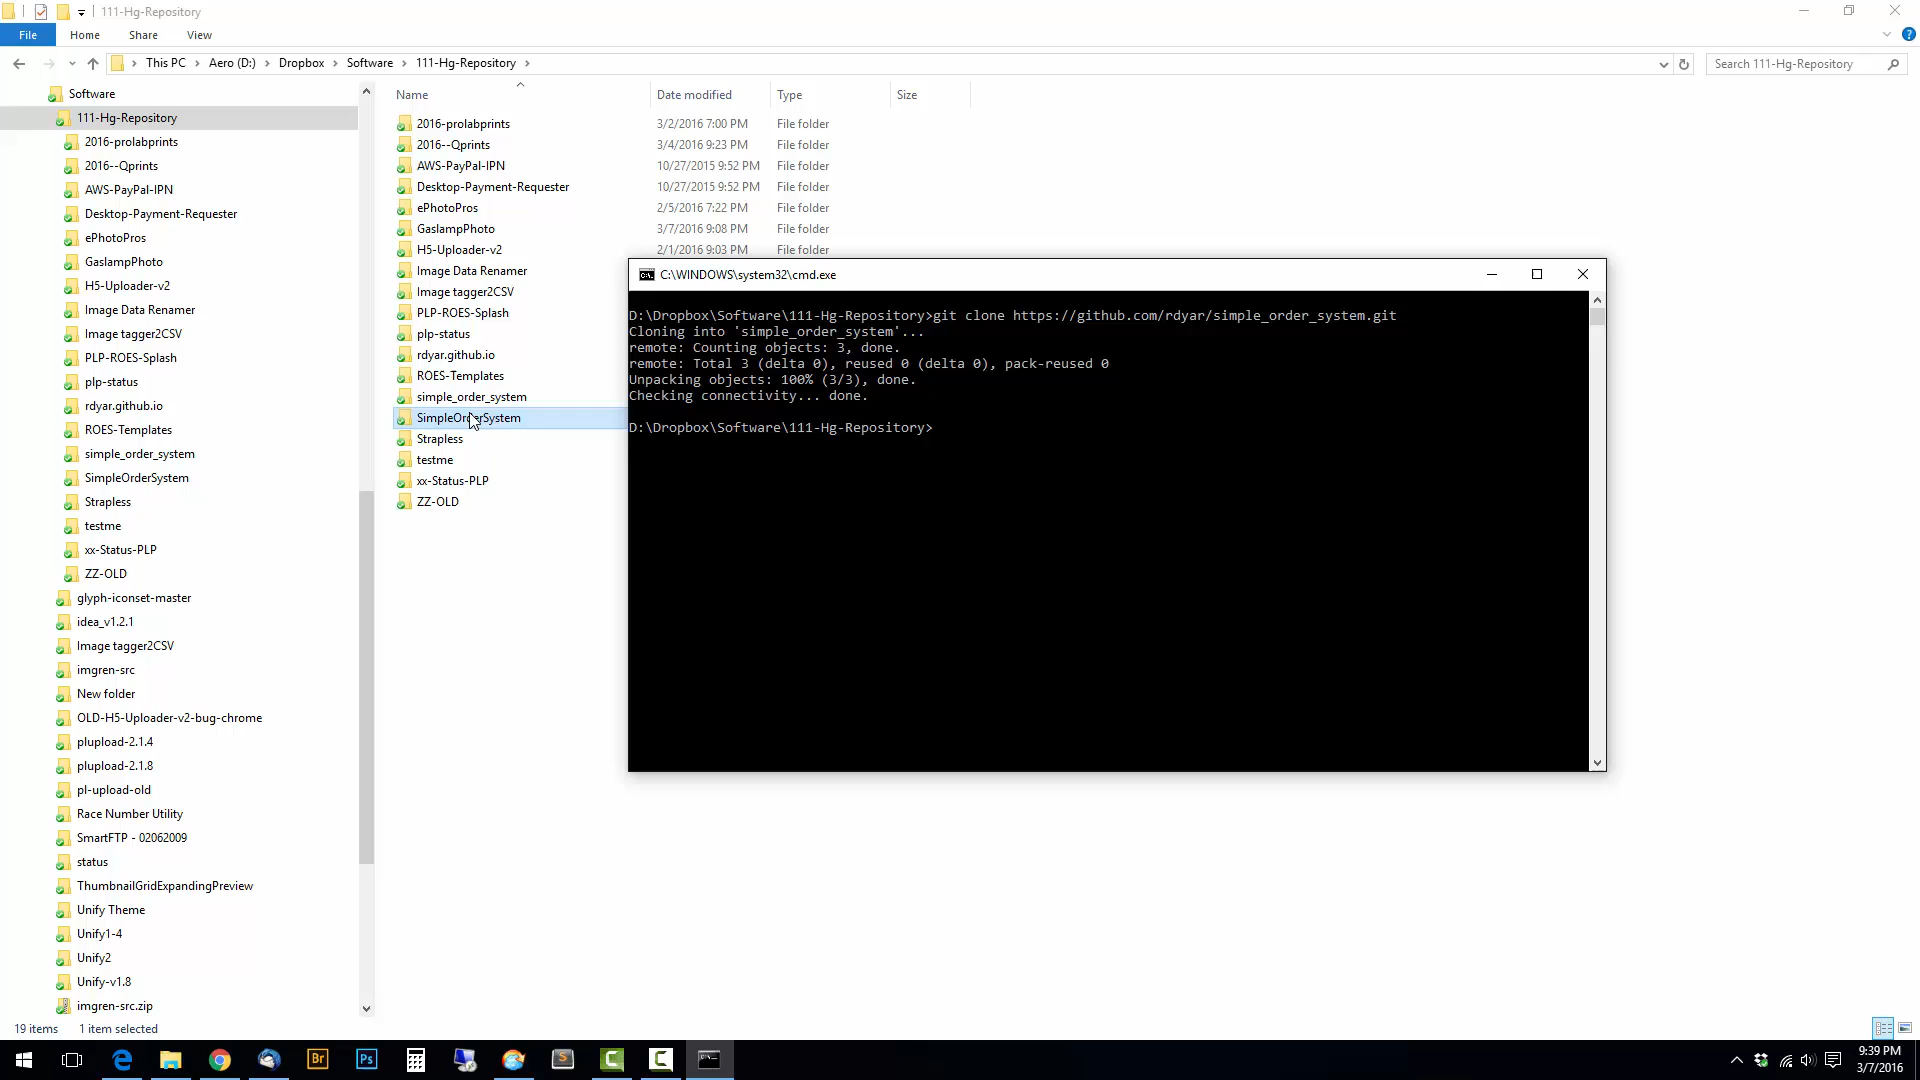 111-Hg-Repository
File Home Share View
This PC Aero (D:) Dropbox Software 111-Hg-Repository
Search 111-Hg-Repository
Software
111-Hg-Repository
2016-prolabprints
2016--Qprints
AWS-PayPal-IPN
Desktop-Payment-Requester
ePhotoPros
GaslampPhoto
H5-Uploader-v2
Image Data Renamer
Image tagger2CSV
PLP-ROES-Splash
plp-status
rdyar.github.io
ROES-Templates
simple_order_system
SimpleOrderSystem
Strapless
testme
xx-Status-PLP
ZZ-OLD
glyph-iconset-master
idea_v1.2.1
Image tagger2CSV
imgren-src
New folder
OLD-H5-Uploader-v2-bug-chrome
plupload-2.1.4
plupload-2.1.8
pl-upload-old
Race Number Utility
SmartFTP - 02062009
status
ThumbnailGridExpandingPreview
Unify Theme
Unify1-4
Unify2
Unify-v1.8
imgren-src.zip
Name Date modified Type Size
2016-prolabprints 3/2/2016 7:00 PM File folder
2016--Qprints 3/4/2016 9:23 PM File folder
AWS-PayPal-IPN 10/27/2015 9:52 PM File folder
Desktop-Payment-Requester 10/27/2015 9:52 PM File folder
ePhotoPros 2/5/2016 7:22 PM File folder
GaslampPhoto 3/7/2016 9:08 PM File folder
H5-Uploader-v2 2/1/2016 9:03 PM File folder
Image Data Renamer
Image tagger2CSV
PLP-ROES-Splash
plp-status
rdyar.github.io
ROES-Templates
simple_order_system
SimpleOrderSystem
Strapless
testme
xx-Status-PLP
ZZ-OLD
C:\WINDOWS\system32\cmd.exe
D:\Dropbox\Software\111-Hg-Repository>git clone https://github.com/rdyar/simple_order_system.git
Cloning into 'simple_order_system'...
remote: Counting objects: 3, done.
remote: Total 3 (delta 0), reused 0 (delta 0), pack-reused 0
Unpacking objects: 100% (3/3), done.
Checking connectivity... done.
D:\Dropbox\Software\111-Hg-Repository>
19 items 1 item selected
Br
Ps
9:39 PM
3/7/2016